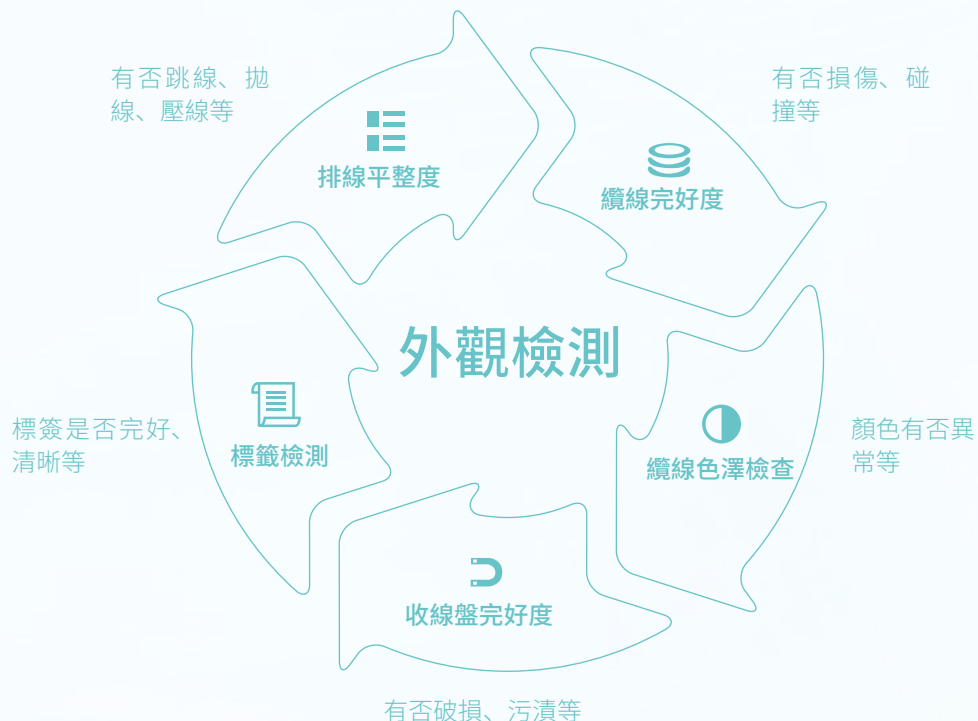 有否跳線、拋
線、壓線等
排線平整度
有否損傷、碰
撞等
纜線完好度
外觀檢測
標簽是否完好、
清晰等
標籤檢測
顏色有否異
常等
纜線色澤檢查
收線盤完好度
有否破損、污漬等